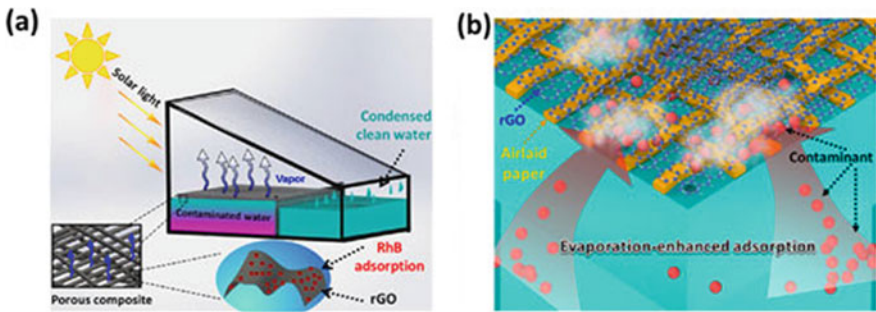 (a)
Solar light
Condensed
clean water
Vapor
Contaminated water
RhB
adsorption
rGO
Porous composite
(b)
rGO
Airlaid
paper
Contaminant
Evaporation-enhanced adsorption